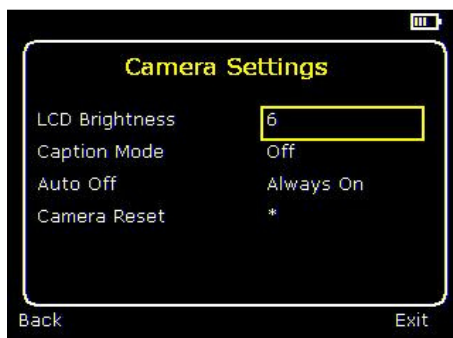 Camera Settings
LCD Brightness 6
Caption Mode Off
Auto Off Always On
Camera Reset *
Back Exit